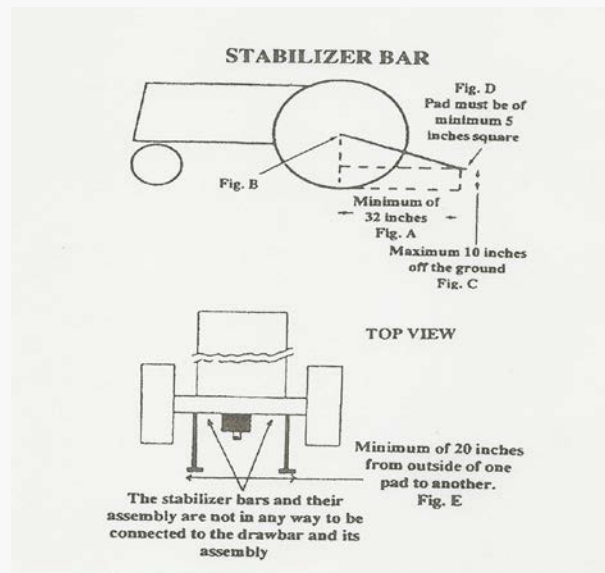 STABILIZER BAR
Fig. D
Pad must be of
minimum 5
inches square
Fig. B
Minimum of
32 inches
Fig. A
Maximum 10 inches
off the ground
Fig. C
TOP VIEW
Minimum of 20 inches
from outside of one
pad to another.
Fig. E
The stabilizer bars and their
assembly are not in any way to be
connected to the drawbar and its
assembly